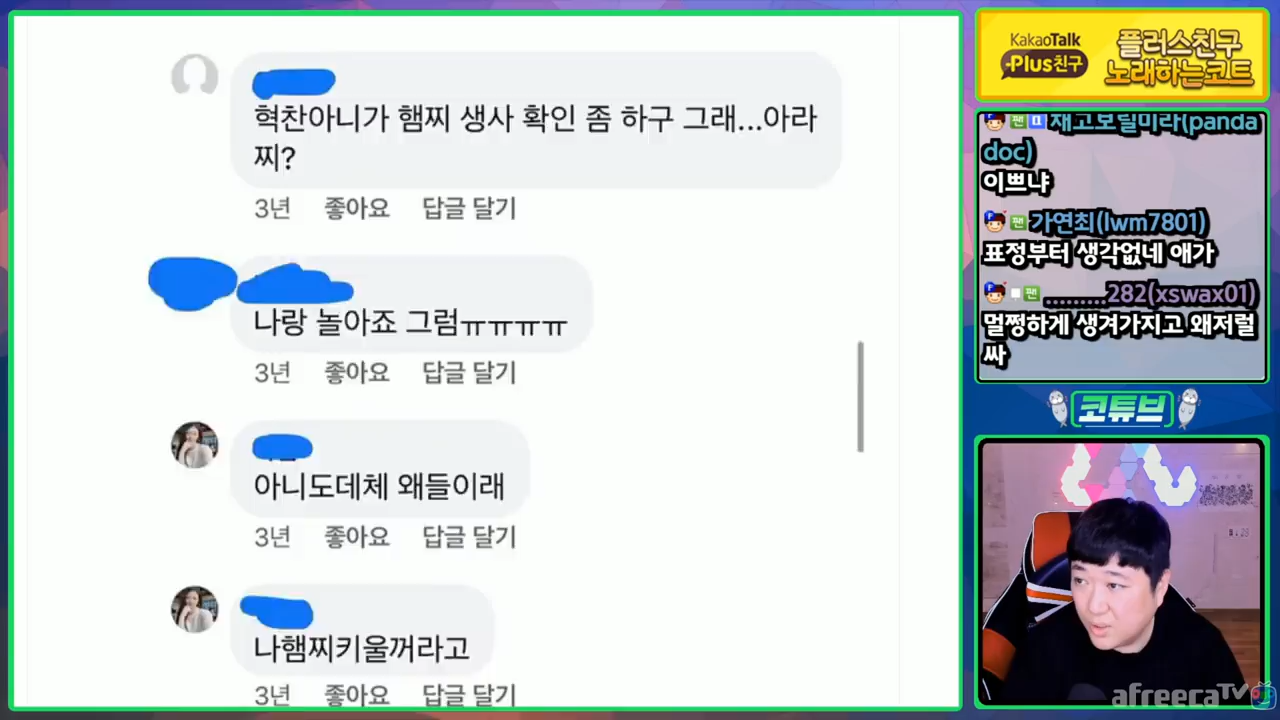 혁찬아니가 햄찌 생사 확인 좀 하구 그래...아라
찌?
3년 좋아요 답글 달기
나랑 놀아죠 그럼ㅠㅠㅠㅠ
3년 좋아요 답글 달기
아니도데체 왜들이래
3년 좋아요 답글 달기
나햄찌키울꺼라고
3년 좋아요 답글 달기
KakaoTalk
Plus친구
플러스친구
노래하는코트
팬 재고보릴미라(panda
doc)
이쁘냐
팬 가연최(lwm7801)
표정부터 생각없네 애가
팬 .........282(xswax01)
멀쩡하게 생겨가지고 왜저럴
싸
코튜브
afreecaTV